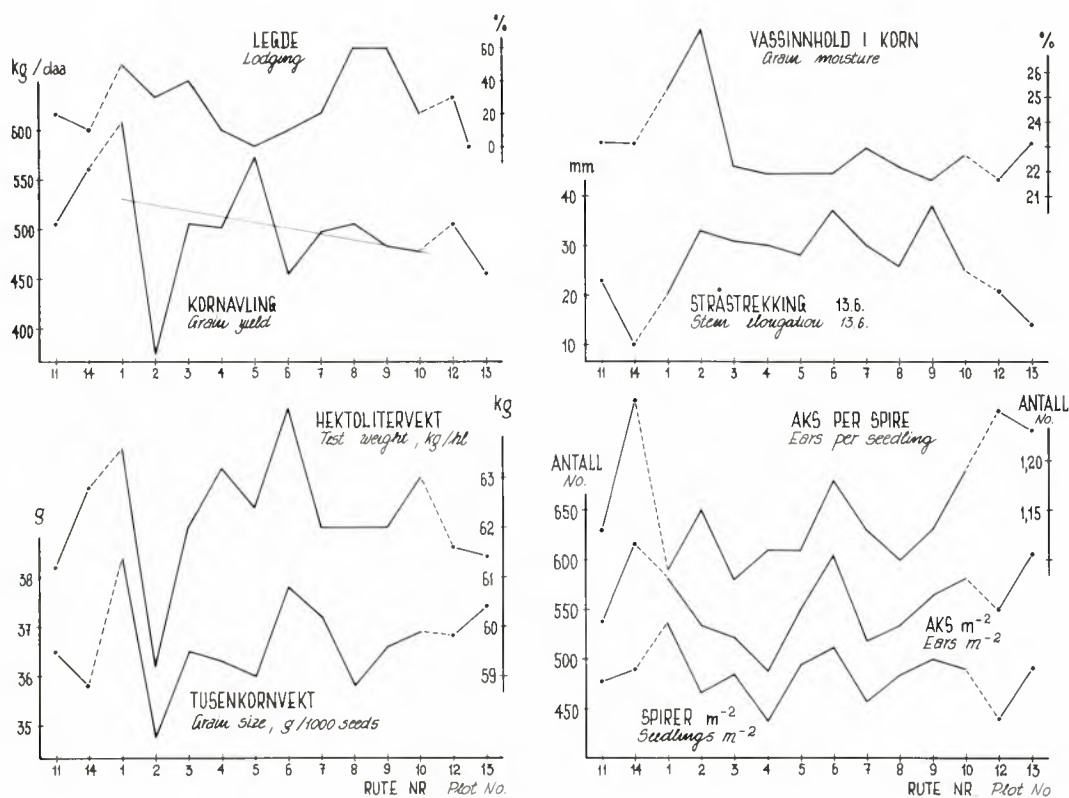 LEGDE
Lodging
%
60
40
20
0
kg / daa
600
550
500
450
400
KORNAVLING
Grain yield
11 14 1 2 3 4 5 6 7 8 9 10 12 13
VASSINNHOLD I KORN
Grain moisture
%
26
25
24
23
22
21
mm
40
30
20
10
STRÅSTREKKING 13.6.
Stem elongation 13.6.
11 14 1 2 3 4 5 6 7 8 9 10 12 13
HEKTOLITERVEKT
Test weight, kg/hl
kg
63
62
61
60
59
g
38
37
36
35
TUSENKORNVEKT
Grain size, g/1000 seeds
11 14 1 2 3 4 5 6 7 8 9 10 12 13
RUTE NR Plot No.
AKS PER SPIRE
Ears per seedling
ANTALL
No.
1,20
1,15
ANTALL
No.
650
600
550
500
450
AKS m⁻²
Ears m⁻²
SPIRER m⁻²
Seedlings m⁻²
11 14 1 2 3 4 5 6 7 8 9 10 12 13
RUTE NR. Plot No